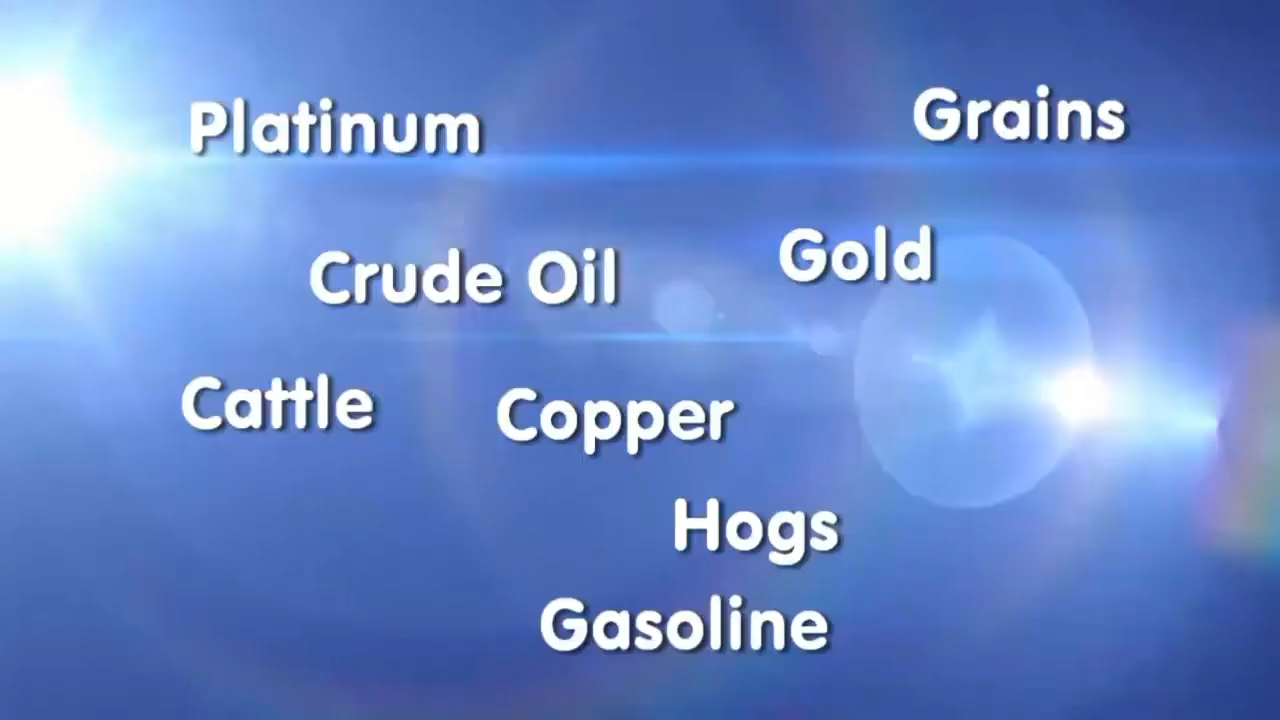 Platinum
Grains
Crude Oil
Gold
Cattle
Copper
Hogs
Gasoline